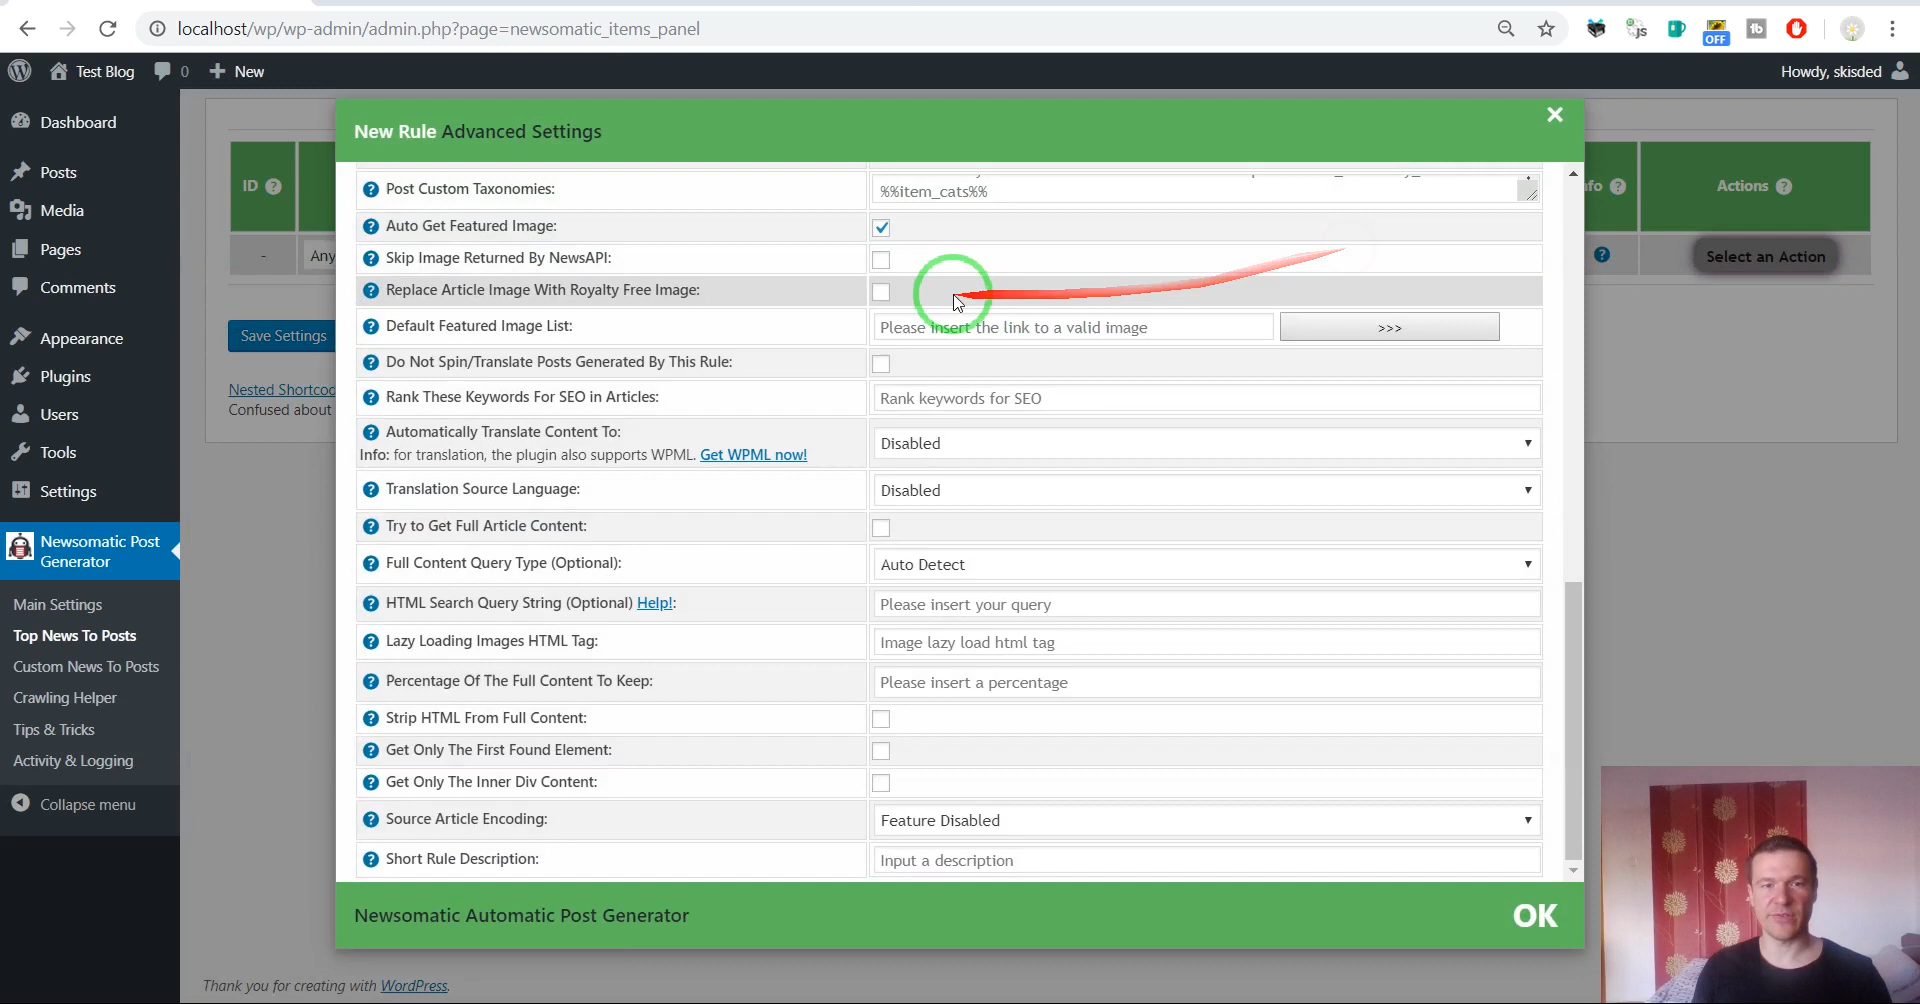 localhost/wp/wp-admin/admin.php?page=newsomatic_items_panel
OFF
js
tb
Test Blog
0
New
Howdy, skisded
Dashboard
Posts
Media
Pages
Comments
Appearance
Plugins
Users
Tools
Settings
Newsomatic Post
Generator
Main Settings
Top News To Posts
Custom News To Posts
Crawling Helper
Tips & Tricks
Activity & Logging
Collapse menu
ID
Actions
-
Select an Action
Save Settings
Confused about
New Rule Advanced Settings
Post Custom Taxonomies:
%%item_cats%%
Auto Get Featured Image:
Skip Image Returned By NewsAPI:
Replace Article Image With Royalty Free Image:
Default Featured Image List:
Please insert the link to a valid image
>>>
Do Not Spin/Translate Posts Generated By This Rule:
Rank These Keywords For SEO in Articles:
Rank keywords for SEO
Automatically Translate Content To:
Info: for translation, the plugin also supports WPML. Get WPML now!
Disabled
Translation Source Language:
Disabled
Try to Get Full Article Content:
Full Content Query Type (Optional):
Auto Detect
HTML Search Query String (Optional) Help!:
Please insert your query
Lazy Loading Images HTML Tag:
Image lazy load html tag
Percentage Of The Full Content To Keep:
Please insert a percentage
Strip HTML From Full Content:
Get Only The First Found Element:
Get Only The Inner Div Content:
Source Article Encoding:
Feature Disabled
Short Rule Description:
Input a description
Newsomatic Automatic Post Generator
OK
Thank you for creating with WordPress.